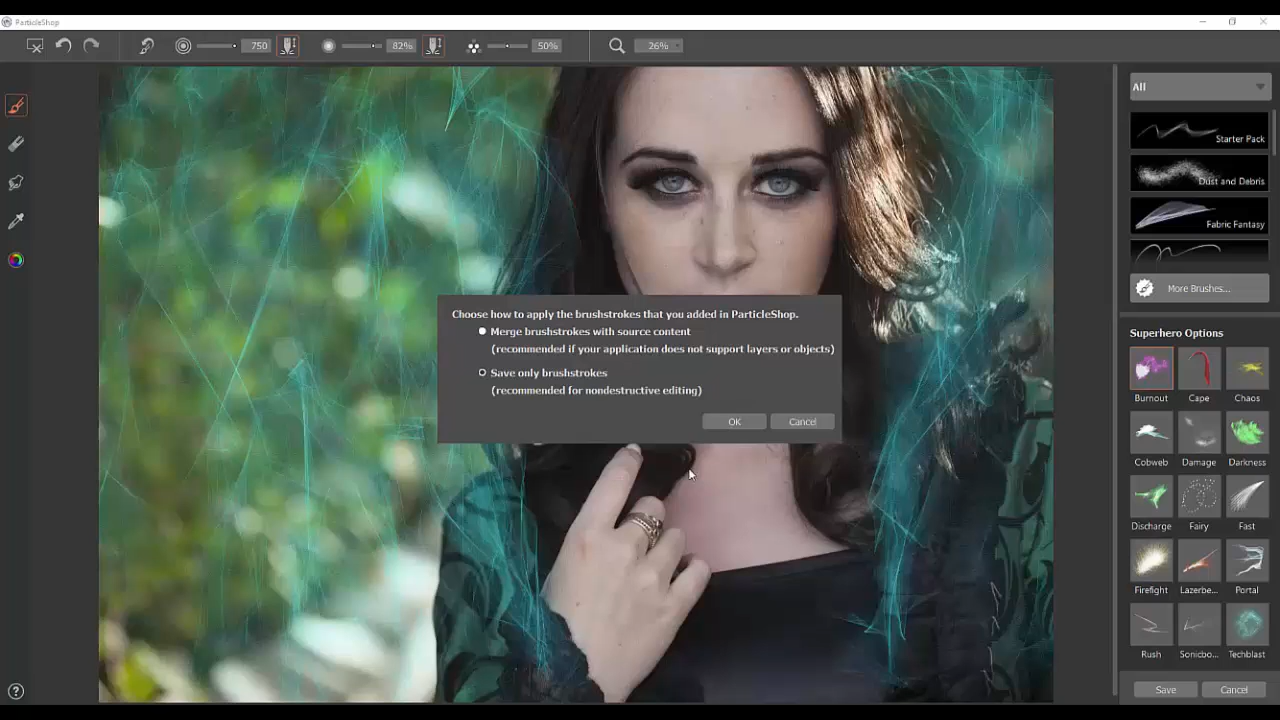 ParticleShop
750
82%
50%
26%
All
Starter Pack
Dust and Debris
Fabric Fantasy
More Brushes...
Choose how to apply the brushstrokes that you added in ParticleShop.
Merge brushstrokes with source content
(recommended if your application does not support layers or objects)
Save only brushstrokes
(recommended for nondestructive editing)
OK Cancel
Superhero Options
Burnout Cape Chaos
Cobweb Damage Darkness
Discharge Fairy Fast
Firefight Lazerbe... Portal
Rush Sonicbo... Techblast
Save Cancel